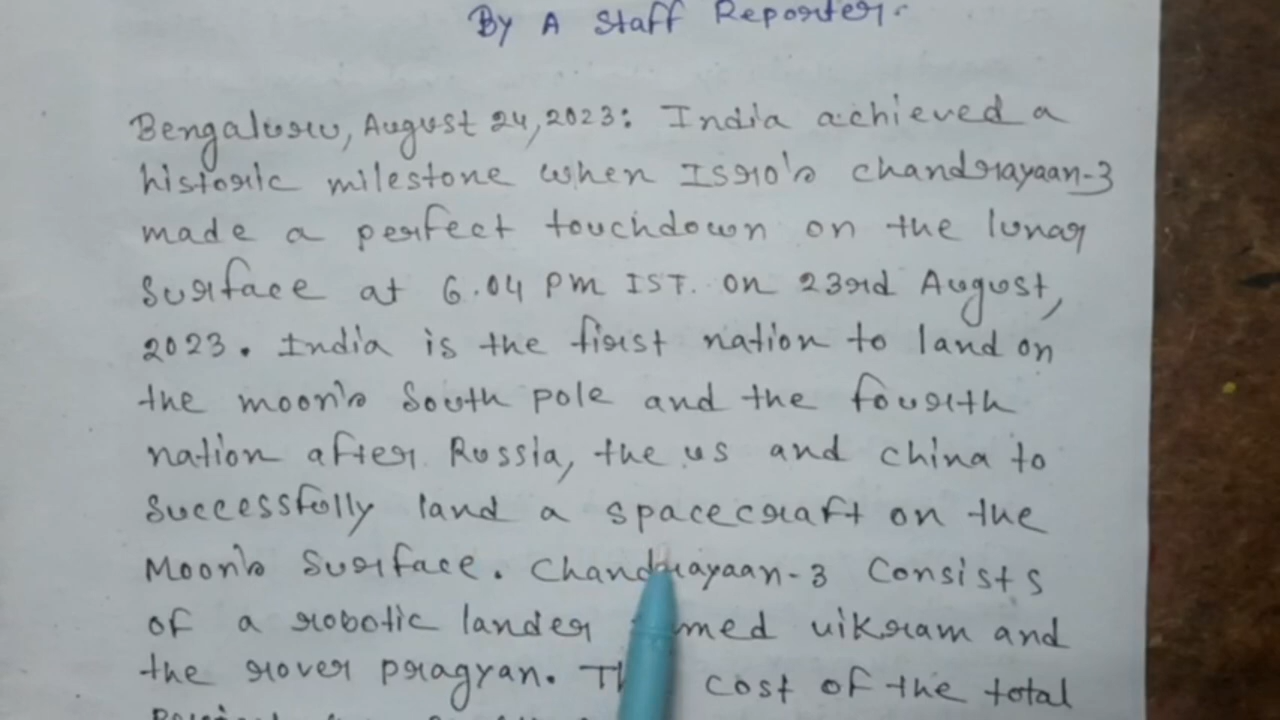 By A Staff Reporter.
Bengaluru, August 24, 2023: India achieved a
historic milestone when Isro's chandrayaan-3
made a perfect touchdown on the lunar
Surface at 6.04 PM IST. on 23rd August,
2023. India is the first nation to land on
the moon's South pole and the fourth
nation after Russia, the us and china to
Successfully land a spacecraft on the
Moon's Surface. Chandrayaan-3 Consists
of a robotic lander vikram and
the rover pragyan. cost of the total